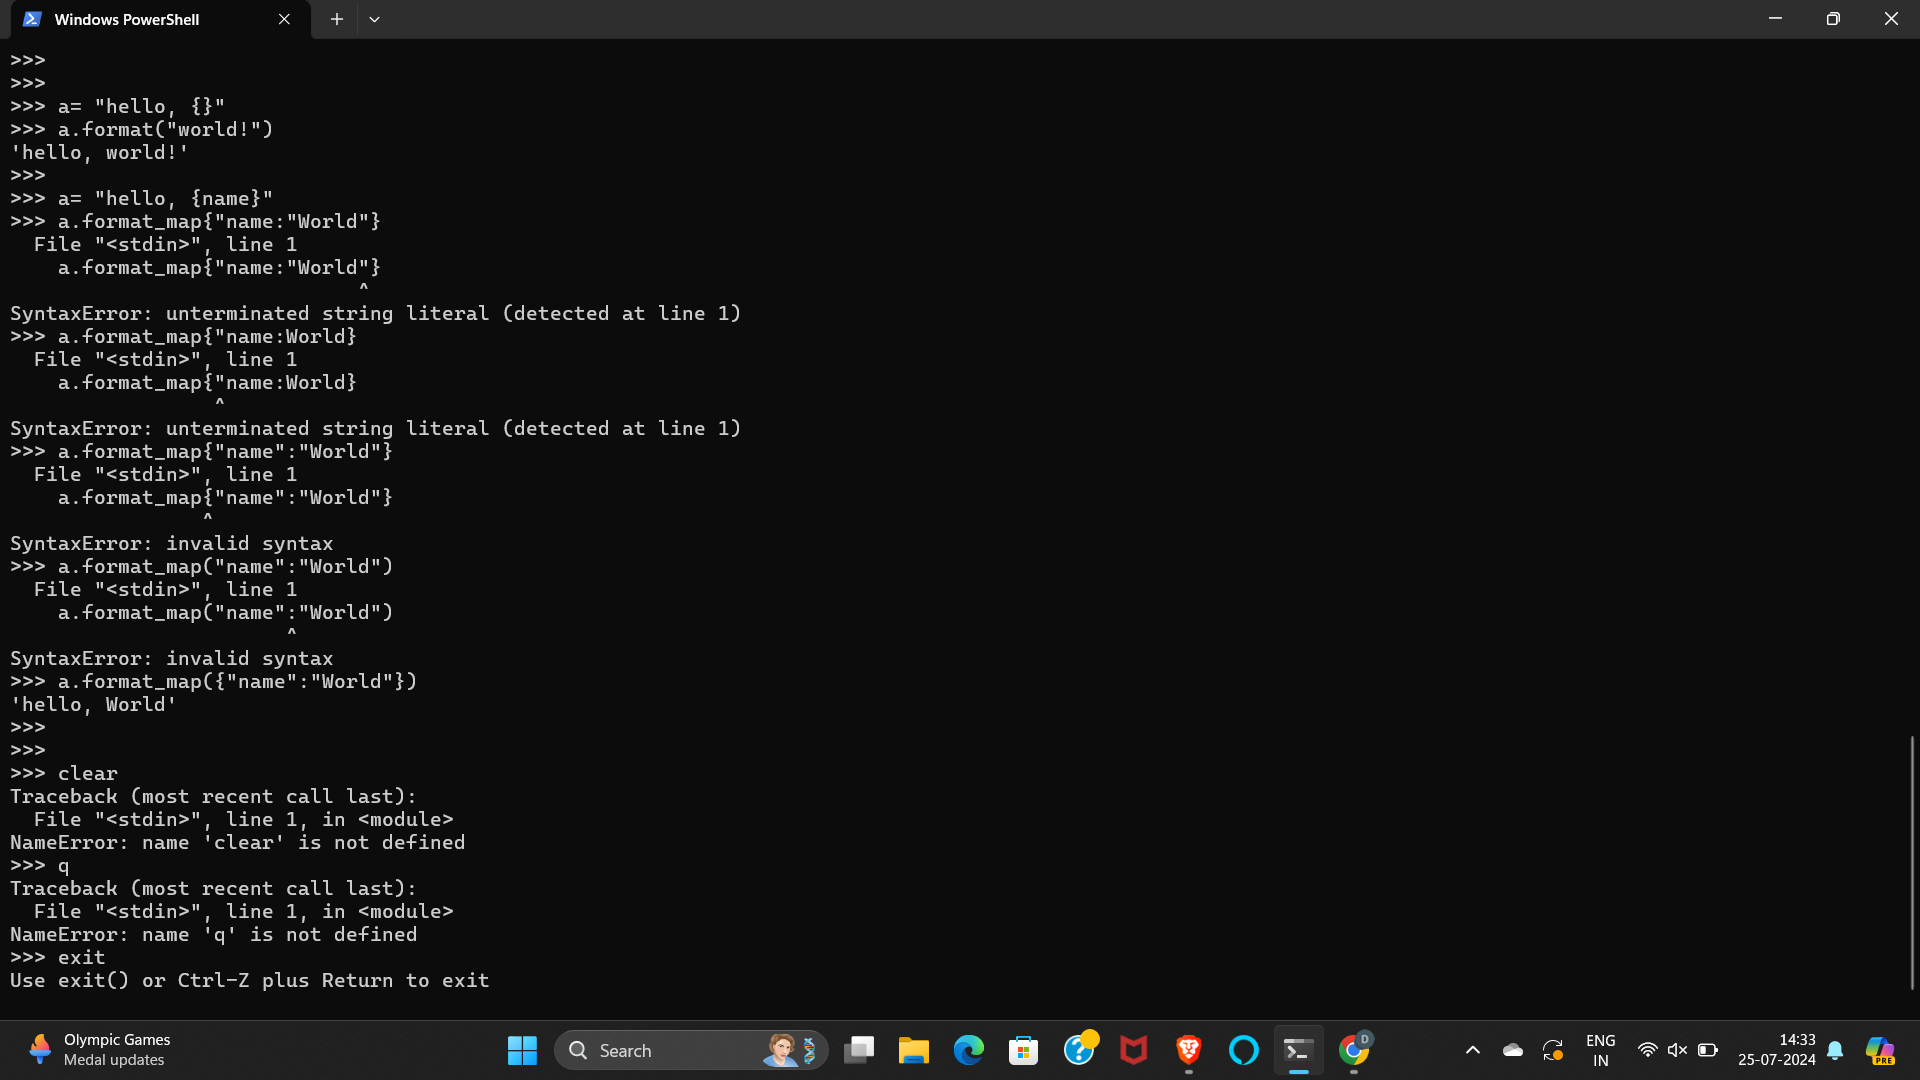 Windows PowerShell
>>>
>>>
>>> a= "hello, {}"
>>> a.format("world!")
'hello, world!'
>>>
>>> a= "hello, {name}"
>>> a.format_map{"name:"World"}
  File "<stdin>", line 1
    a.format_map{"name:"World"}
                              ^
SyntaxError: unterminated string literal (detected at line 1)
>>> a.format_map{"name:World}
  File "<stdin>", line 1
    a.format_map{"name:World}
                 ^
SyntaxError: unterminated string literal (detected at line 1)
>>> a.format_map{"name":"World"}
  File "<stdin>", line 1
    a.format_map{"name":"World"}
                ^
SyntaxError: invalid syntax
>>> a.format_map("name":"World")
  File "<stdin>", line 1
    a.format_map("name":"World")
                       ^
SyntaxError: invalid syntax
>>> a.format_map({"name":"World"})
'hello, World'
>>>
>>>
>>> clear
Traceback (most recent call last):
  File "<stdin>", line 1, in <module>
NameError: name 'clear' is not defined
>>> q
Traceback (most recent call last):
  File "<stdin>", line 1, in <module>
NameError: name 'q' is not defined
>>> exit
Use exit() or Ctrl-Z plus Return to exit
Olympic Games
Medal updates
Search
D
ENG
IN
14:33
25-07-2024
PRE